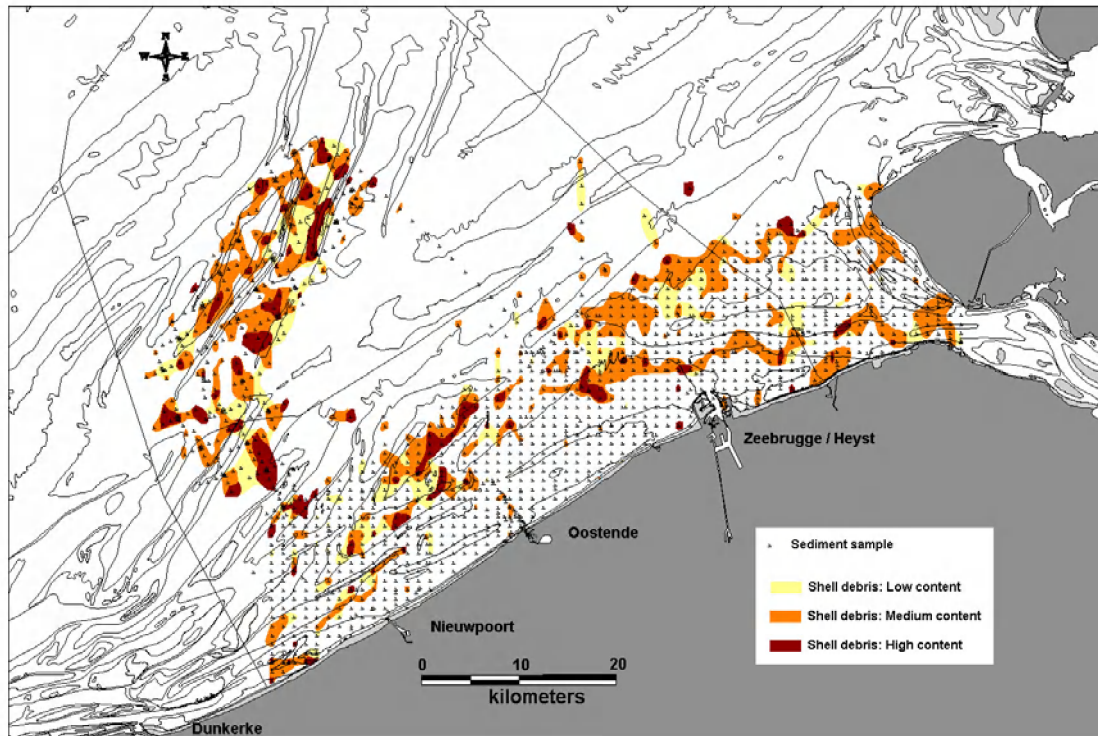 N
W E
S
Zeebrugge / Heyst
Oostende
Sediment sample
Shell debris: Low content
Shell debris: Medium content
Shell debris: High content
Nieuwpoort
0 10 20
kilometers
Dunkerke